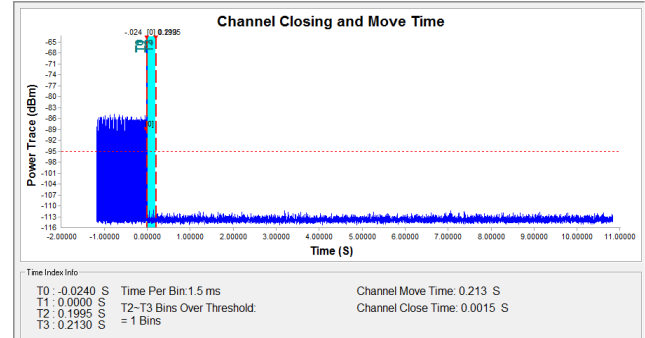 Channel Closing and Move Time
-.024 [0] 0.1995
-65
-68
-71
-74
-77
-80
-83
-86
-89
-92
-95
-98
-101
-104
-107
-110
-113
-116
Power Trace (dBm)
T0
[0]
-2.00000 -1.00000 0.00000 1.00000 2.00000 3.00000 4.00000 5.00000 6.00000 7.00000 8.00000 9.00000 10.00000 11.00000
Time (S)
Time Index Info
T0 : -0.0240 S Time Per Bin:1.5 ms Channel Move Time: 0.213 S
T1 : 0.0000 S
T2 : 0.1995 S T2~T3 Bins Over Threshold: Channel Close Time: 0.0015 S
T3 : 0.2130 S = 1 Bins